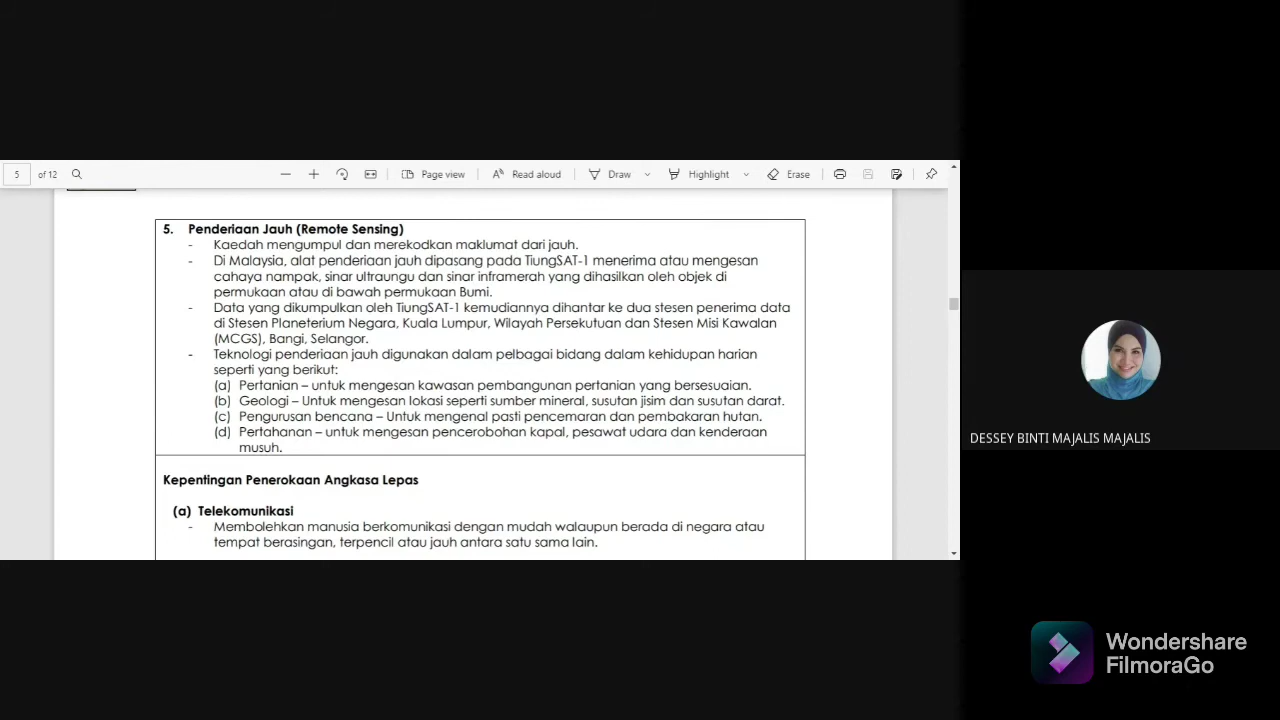 5 of 12 Page view Read aloud Draw Highlight Erase
5. Penderiaan Jauh (Remote Sensing)
- Kaedah mengumpul dan merekodkan maklumat dari jauh.
- Di Malaysia, alat penderiaan jauh dipasang pada TiungSAT-1 menerima atau mengesan
cahaya nampak, sinar ultraungu dan sinar inframerah yang dihasilkan oleh objek di
permukaan atau di bawah permukaan Bumi.
- Data yang dikumpulkan oleh TiungSAT-1 kemudiannya dihantar ke dua stesen penerima data
di Stesen Planeterium Negara, Kuala Lumpur, Wilayah Persekutuan dan Stesen Misi Kawalan
(MCGS), Bangi, Selangor.
- Teknologi penderiaan jauh digunakan dalam pelbagai bidang dalam kehidupan harian
seperti yang berikut:
(a) Pertanian – untuk mengesan kawasan pembangunan pertanian yang bersesuaian.
(b) Geologi – Untuk mengesan lokasi seperti sumber mineral, susutan jisim dan susutan darat.
(c) Pengurusan bencana – Untuk mengenal pasti pencemaran dan pembakaran hutan.
(d) Pertahanan – untuk mengesan pencerobohan kapal, pesawat udara dan kenderaan
musuh.
Kepentingan Penerokaan Angkasa Lepas
(a) Telekomunikasi
- Membolehkan manusia berkomunikasi dengan mudah walaupun berada di negara atau
tempat berasingan, terpencil atau jauh antara satu sama lain.
DESSEY BINTI MAJALIS MAJALIS
Wondershare
FilmoraGo